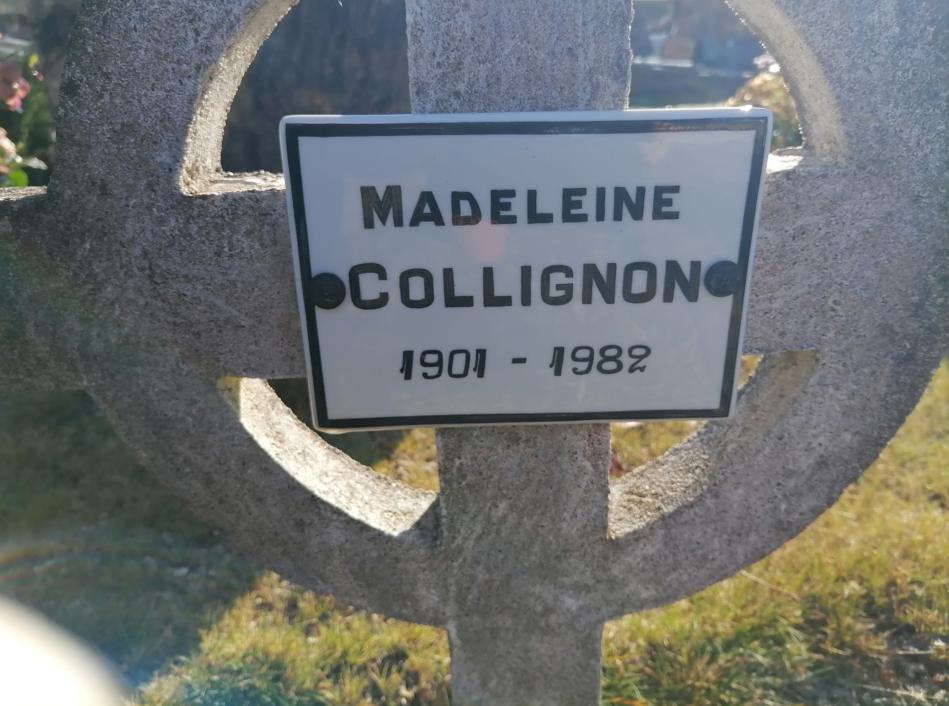 MADELEINE
COLLIGNON
1901 - 1982